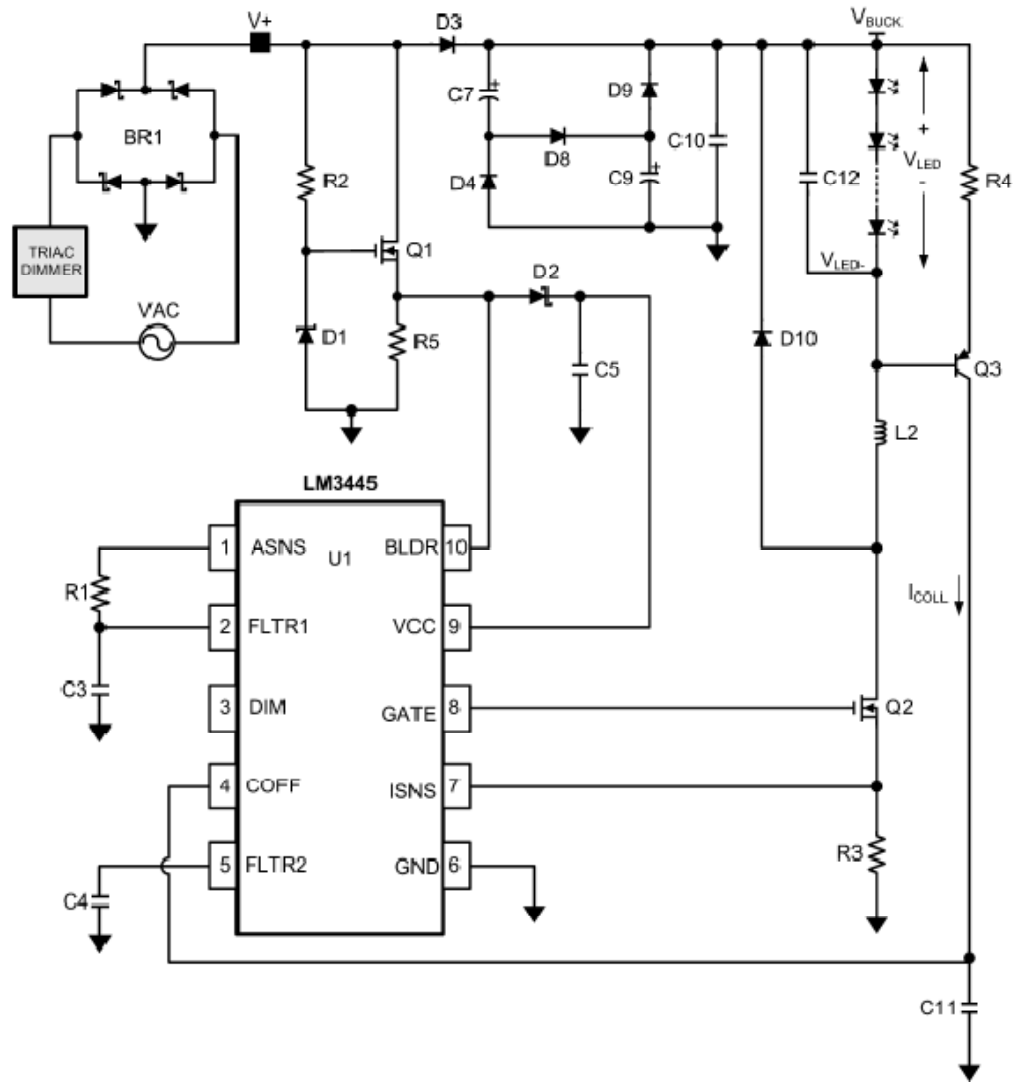 V+
D3
VBUCK
BR1
C7
D9
C10
D8
D4
C9
C12
+
VLED
-
R4
R2
Q1
VLED-
TRIAC
DIMMER
VAC
D1
R5
D2
C5
D10
Q3
L2
LM3445
U1
1 ASNS
BLDR 10
R1
2 FLTR1
VCC 9
ICOLL
C3
3 DIM
GATE 8
Q2
4 COFF
ISNS 7
R3
5 FLTR2
GND 6
C4
C11